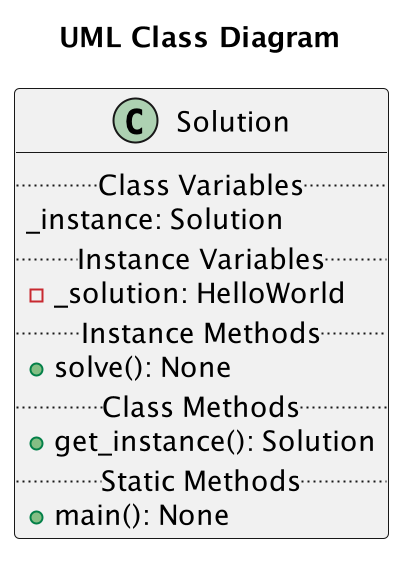 UML Class Diagram
C Solution
Class Variables
_instance: Solution
Instance Variables
_solution: HelloWorld
Instance Methods
solve(): None
Class Methods
get_instance(): Solution
Static Methods
main(): None